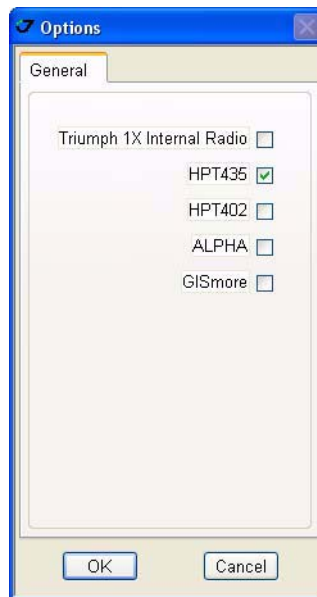 Options
General
Triumph 1X Internal Radio
HPT435
HPT402
ALPHA
GISmore
OK
Cancel